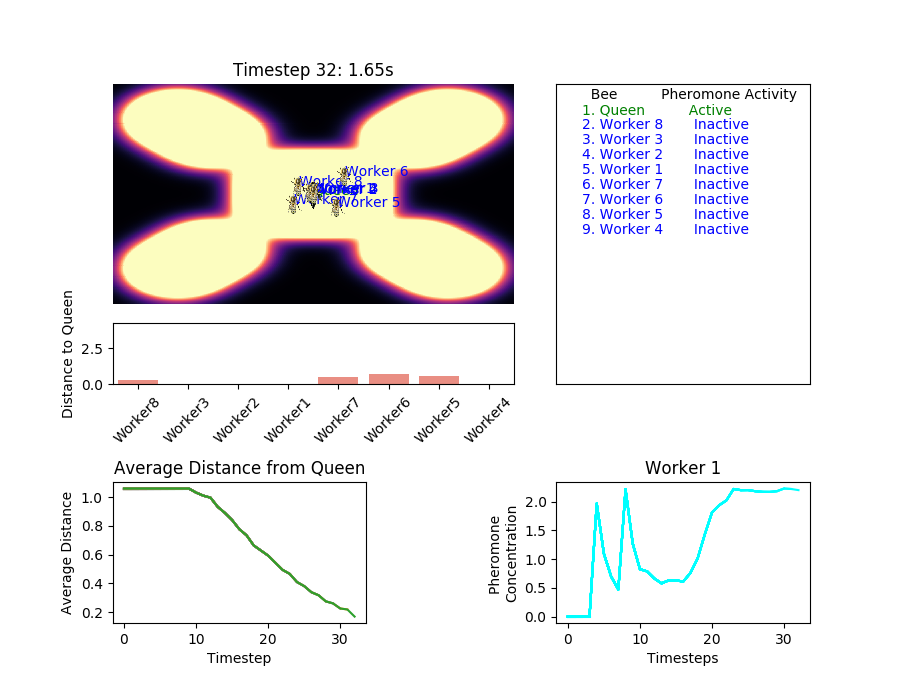 Timestep 32: 1.65s
Worker 6
Worker 5
Bee Pheromone Activity
1. Queen Active
2. Worker 8 Inactive
3. Worker 3 Inactive
4. Worker 2 Inactive
5. Worker 1 Inactive
6. Worker 7 Inactive
7. Worker 6 Inactive
8. Worker 5 Inactive
9. Worker 4 Inactive
Distance to Queen
2.5
0.0
Worker8
Worker3
Worker2
Worker1
Worker7
Worker6
Worker5
Worker4
Average Distance from Queen
Average Distance
1.0
0.8
0.6
0.4
0.2
0 10 20 30
Timestep
Worker 1
Pheromone
Concentration
2.0
1.5
1.0
0.5
0.0
0 10 20 30
Timesteps